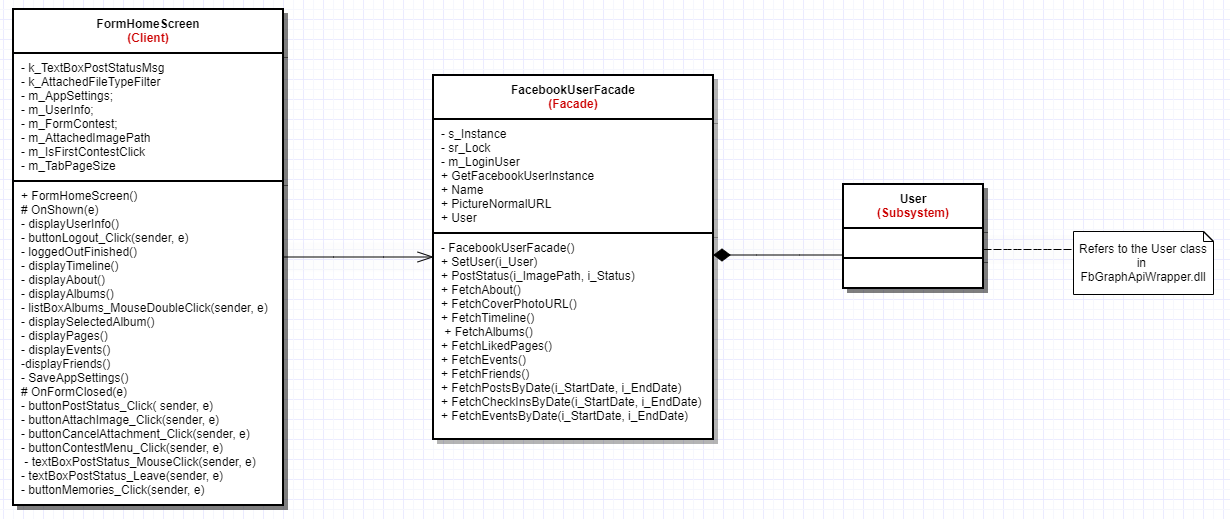 FormHomeScreen
(Client)
- k_TextBoxPostStatusMsg
- k_AttachedFileTypeFilter
- m_AppSettings;
- m_UserInfo;
- m_FormContest;
- m_AttachedImagePath
- m_IsFirstContestClick
- m_TabPageSize
+ FormHomeScreen()
# OnShown(e)
- displayUserInfo()
- buttonLogout_Click(sender, e)
- loggedOutFinished()
- displayTimeline()
- displayAbout()
- displayAlbums()
- listBoxAlbums_MouseDoubleClick(sender, e)
- displaySelectedAlbum()
- displayPages()
- displayEvents()
-displayFriends()
- SaveAppSettings()
# OnFormClosed(e)
- buttonPostStatus_Click( sender, e)
- buttonAttachImage_Click(sender, e)
- buttonCancelAttachment_Click(sender, e)
- buttonContestMenu_Click(sender, e)
- textBoxPostStatus_MouseClick(sender, e)
- textBoxPostStatus_Leave(sender, e)
- buttonMemories_Click(sender, e)
FacebookUserFacade
(Facade)
- s_Instance
- sr_Lock
- m_LoginUser
+ GetFacebookUserInstance
+ Name
+ PictureNormalURL
+ User
- FacebookUserFacade()
+ SetUser(i_User)
+ PostStatus(i_ImagePath, i_Status)
+ FetchAbout()
+ FetchCoverPhotoURL()
+ FetchTimeline()
+ FetchAlbums()
+ FetchLikedPages()
+ FetchEvents()
+ FetchFriends()
+ FetchPostsByDate(i_StartDate, i_EndDate)
+ FetchCheckInsByDate(i_StartDate, i_EndDate)
+ FetchEventsByDate(i_StartDate, i_EndDate)
User
(Subsystem)
Refers to the User class
in
FbGraphApiWrapper.dll